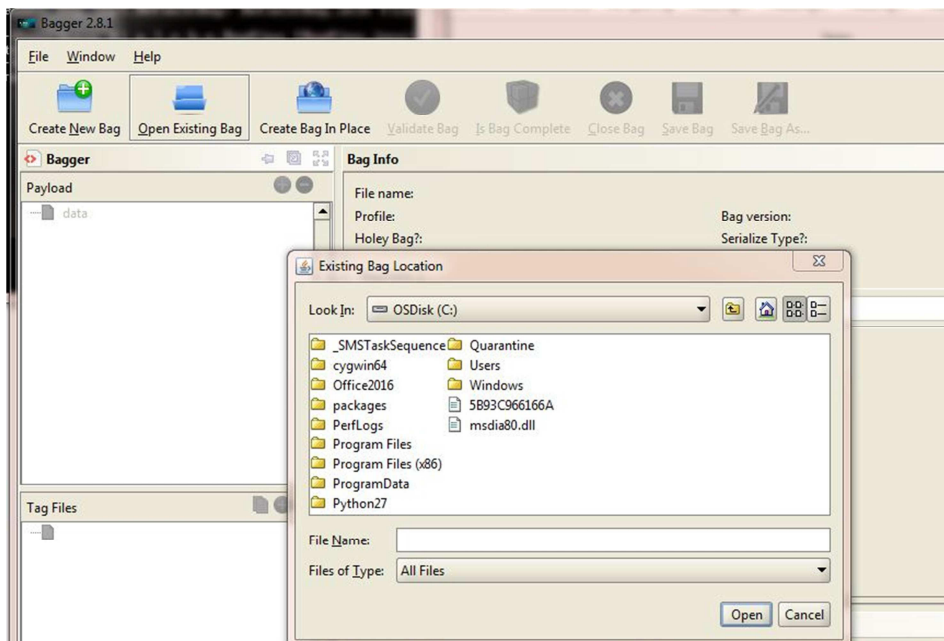 Bagger 2.8.1
File Window Help
Create New Bag Open Existing Bag Create Bag In Place Validate Bag Is Bag Complete Close Bag Save Bag Save Bag As...
Bagger
Payload
data
Tag Files
Bag Info
File name:
Profile: Bag version:
Holey Bag?: Serialize Type?:
Existing Bag Location
Look In: OSDisk (C:)
_SMSTaskSequence Quarantine
cygwin64 Users
Office2016 Windows
packages 5B93C966166A
PerfLogs msdia80.dll
Program Files
Program Files (x86)
ProgramData
Python27
File Name:
Files of Type: All Files
Open Cancel